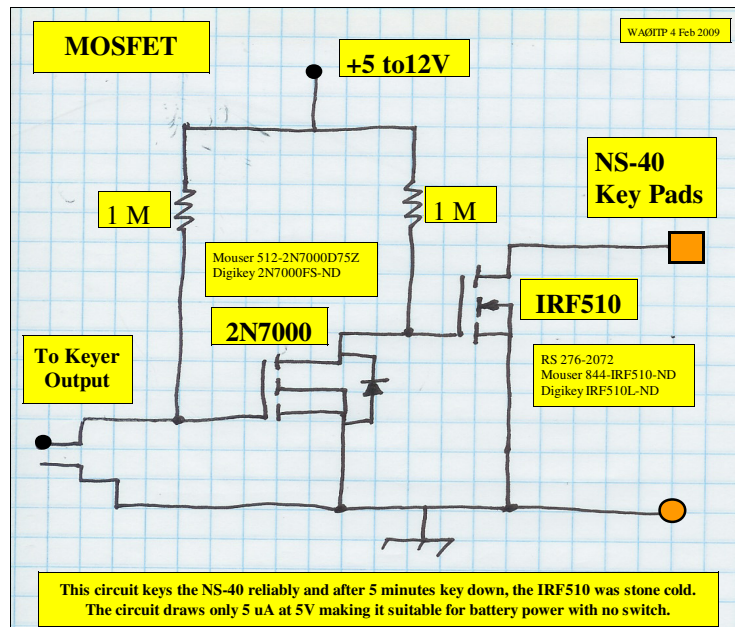 MOSFET
WAØITP 4 Feb 2009
+5 to12V
NS-40
Key Pads
1 M
1 M
Mouser 512-2N7000D75Z
Digikey 2N7000FS-ND
2N7000
IRF510
To Keyer
Output
RS 276-2072
Mouser 844-IRF510-ND
Digikey IRF510L-ND
This circuit keys the NS-40 reliably and after 5 minutes key down, the IRF510 was stone cold.
The circuit draws only 5 uA at 5V making it suitable for battery power with no switch.